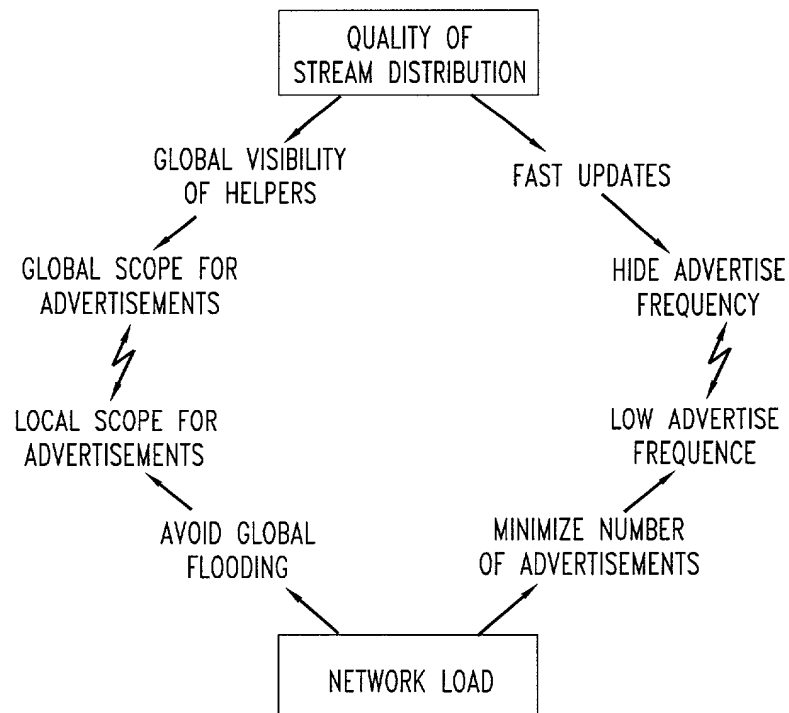 QUALITY OF
STREAM DISTRIBUTION
GLOBAL VISIBILITY
OF HELPERS
FAST UPDATES
GLOBAL SCOPE FOR
ADVERTISEMENTS
HIDE ADVERTISE
FREQUENCY
LOCAL SCOPE FOR
ADVERTISEMENTS
LOW ADVERTISE
FREQUENCE
AVOID GLOBAL
FLOODING
MINIMIZE NUMBER
OF ADVERTISEMENTS
NETWORK LOAD